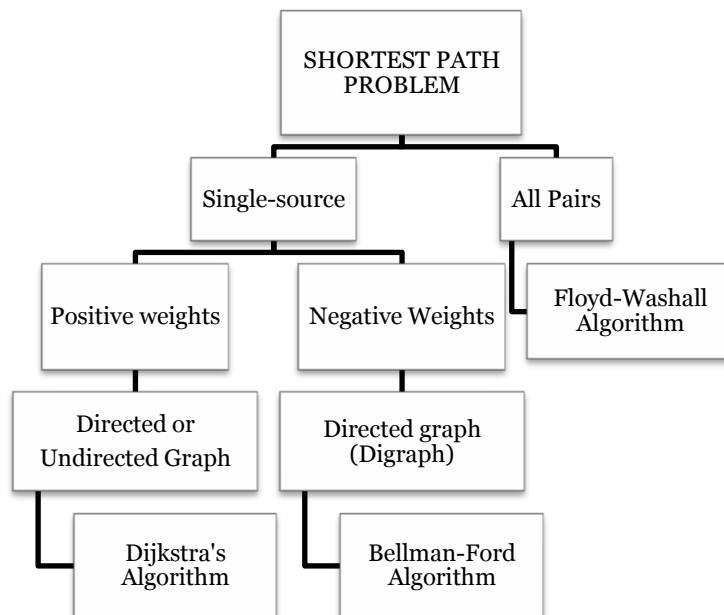 SHORTEST PATH
PROBLEM
Single-source
All Pairs
Positive weights
Negative Weights
Floyd-Washall
Algorithm
Directed or
Undirected Graph
Directed graph
(Digraph)
Dijkstra's
Algorithm
Bellman-Ford
Algorithm